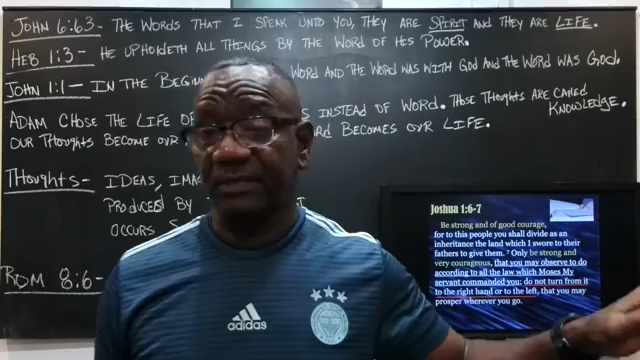 JOHN 6:63- THE WORDS THAT I SPEAK UNTO YOU, THEY ARE SPIRIT AND THEY ARE LIFE.
HEB 1:3- HE UPHOLDETH ALL THINGS BY THE WORD OF HIS POWER.
JOHN 1:1- IN THE WORD AND THE WORD WAS WITH GOD AND THE WORD WAS GOD.
ADAM CHOSE THE LIFE INSTEAD OF WORD. THOSE THOUGHTS ARE CALLED
KNOWLEDGE.
OUR THOUGHTS BECOME OUR BECOMES OUR LIFE.
THOUGHTS- IDEAS,
PRODUCED BY
OCCURS
ROM 8:6-
Joshua 1:6-7
Be strong and of good courage,
for to this people you shall divide as an
inheritance the land which I swore to their
fathers to give them. ⁷ Only be strong and
very courageous, that you may observe to do
according to all the law which Moses My
servant commanded you; do not turn from it
to the right hand or to the left, that you may
prosper wherever you go.
adidas